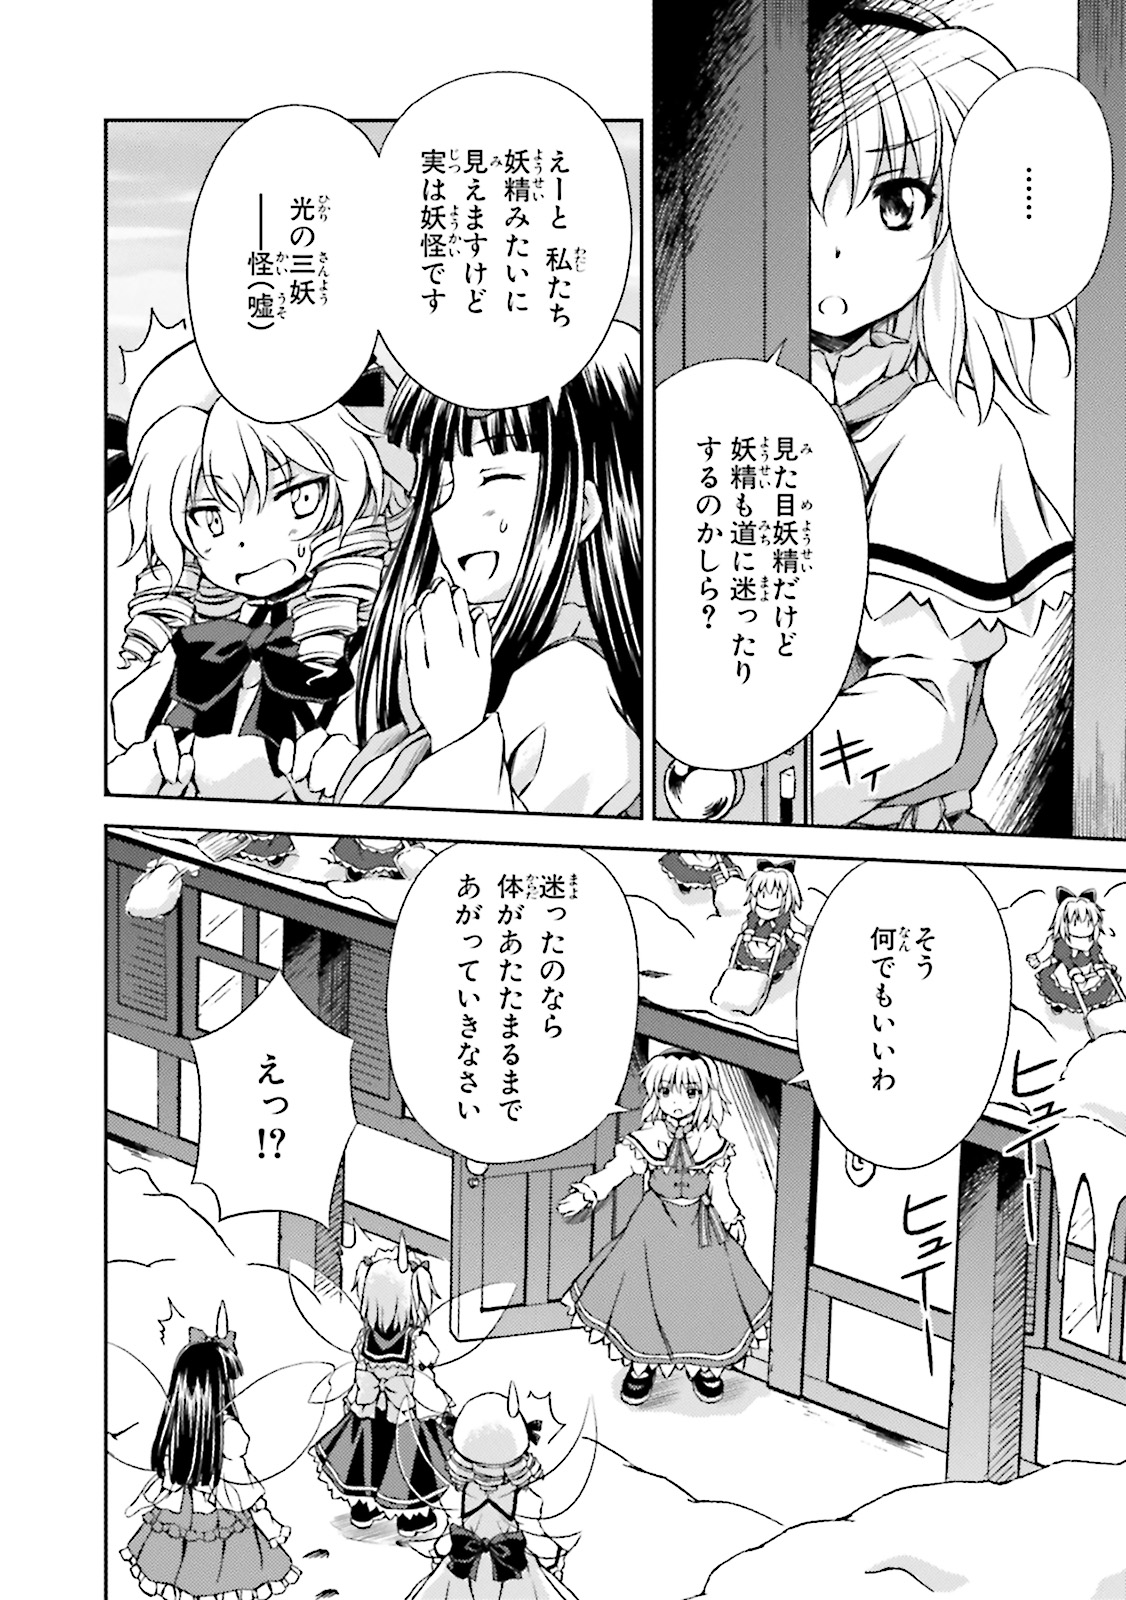 ……
見た目妖精だけど
妖精も道に迷ったり
するのかしら？
キィ
えーと 私たち
妖精みたいに
見えますけど
実は妖怪です
光の三妖
――怪（嘘）
そう
何でもいいわ
ヒュー
ヒュー
迷ったのなら
体があたたまるまで
あがっていきなさい
えっ
!?